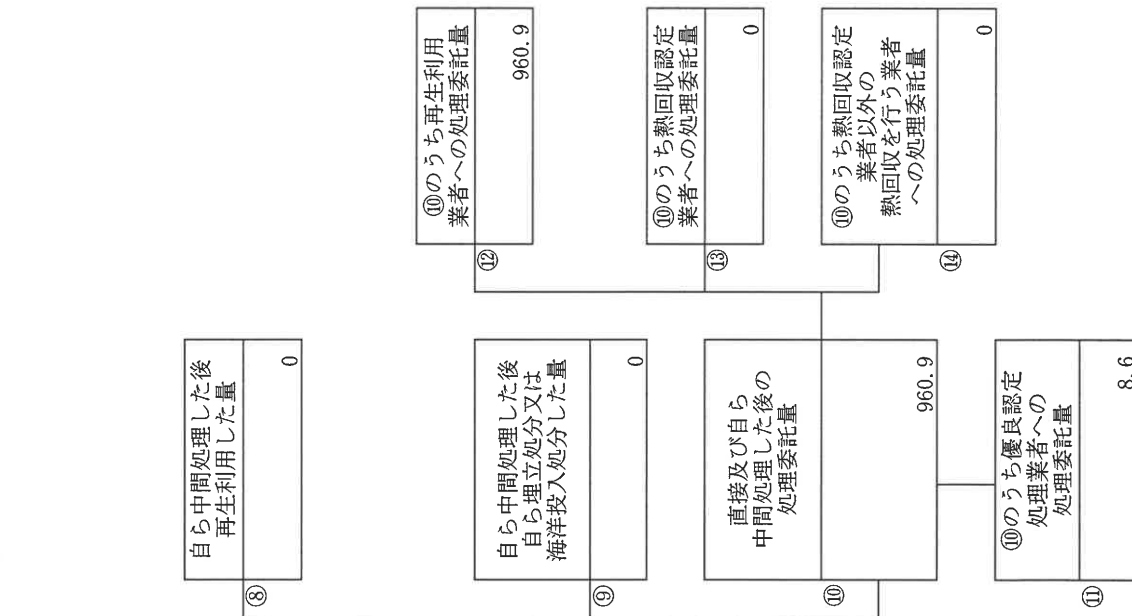 ⑧
自ら中間処理した後
再生利用した量
0
⑨
自ら中間処理した後
自ら埋立処分又は
海洋投入処分した量
0
⑩
直接及び自ら
中間処理した後の
処理委託量
960.9
⑪
⑩のうち優良認定
処理業者への
処理委託量
8.6
⑫
⑩のうち再生利用
業者への処理委託量
960.9
⑬
⑩のうち熱回収認定
業者への処理委託量
0
⑭
⑩のうち熱回収認定
業者以外の
熱回収を行う業者
への処理委託量
0